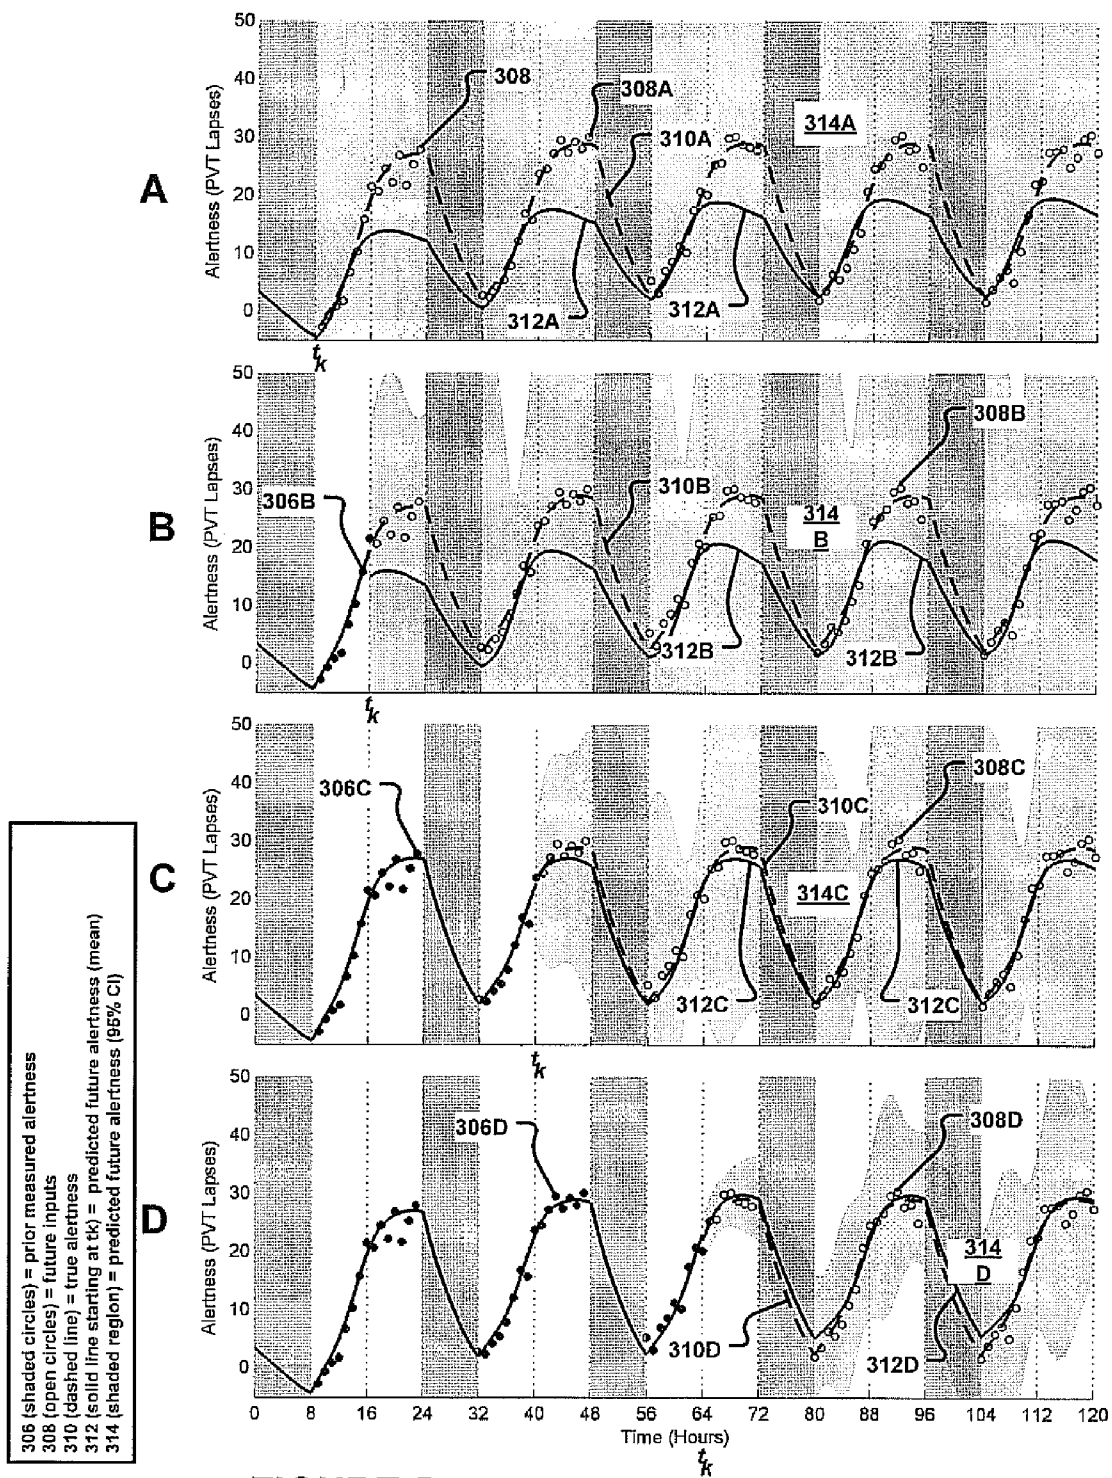 A
Alertness (PVT Lapses)
50
40
30
20
10
0
308
308A
310A
314A
312A
312A
tk
B
Alertness (PVT Lapses)
50
40
30
20
10
0
306B
308B
310B
314
B
312B
312B
tk
C
Alertness (PVT Lapses)
50
40
30
20
10
0
306C
308C
310C
314C
312C
312C
tk
D
Alertness (PVT Lapses)
50
40
30
20
10
0
306D
308D
314
D
310D
312D
0 8 16 24 32 40 48 56 64 72 80 88 96 104 112 120
Time (Hours)
tk
306 (shaded circles) = prior measured alertness
308 (open circles) = future inputs
310 (dashed line) = true alertness
312 (solid line starting at tk) = predicted future alertness (mean)
314 (shaded region) = predicted future alertness (95% CI)